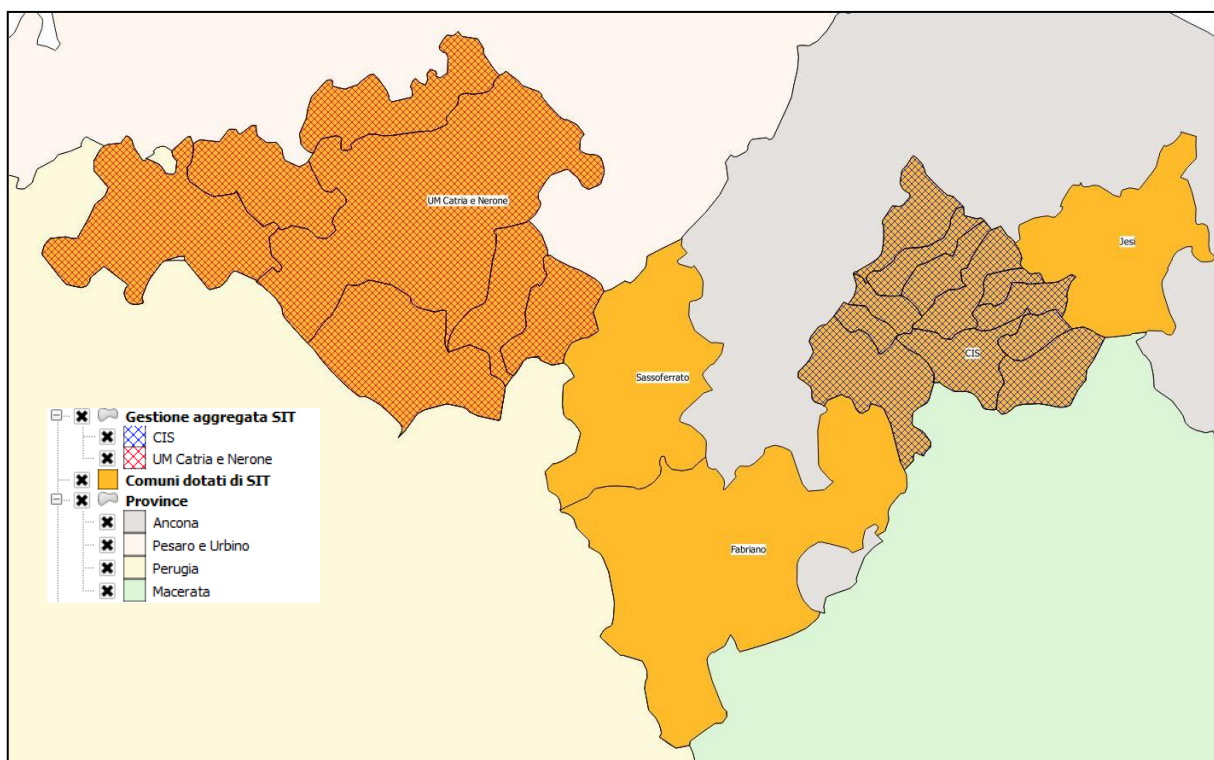 UM Catria e Nerone
Jesi
CIS
Sassoferrato
Fabriano
Gestione aggregata SIT
CIS
UM Catria e Nerone
Comuni dotati di SIT
Province
Ancona
Pesaro e Urbino
Perugia
Macerata